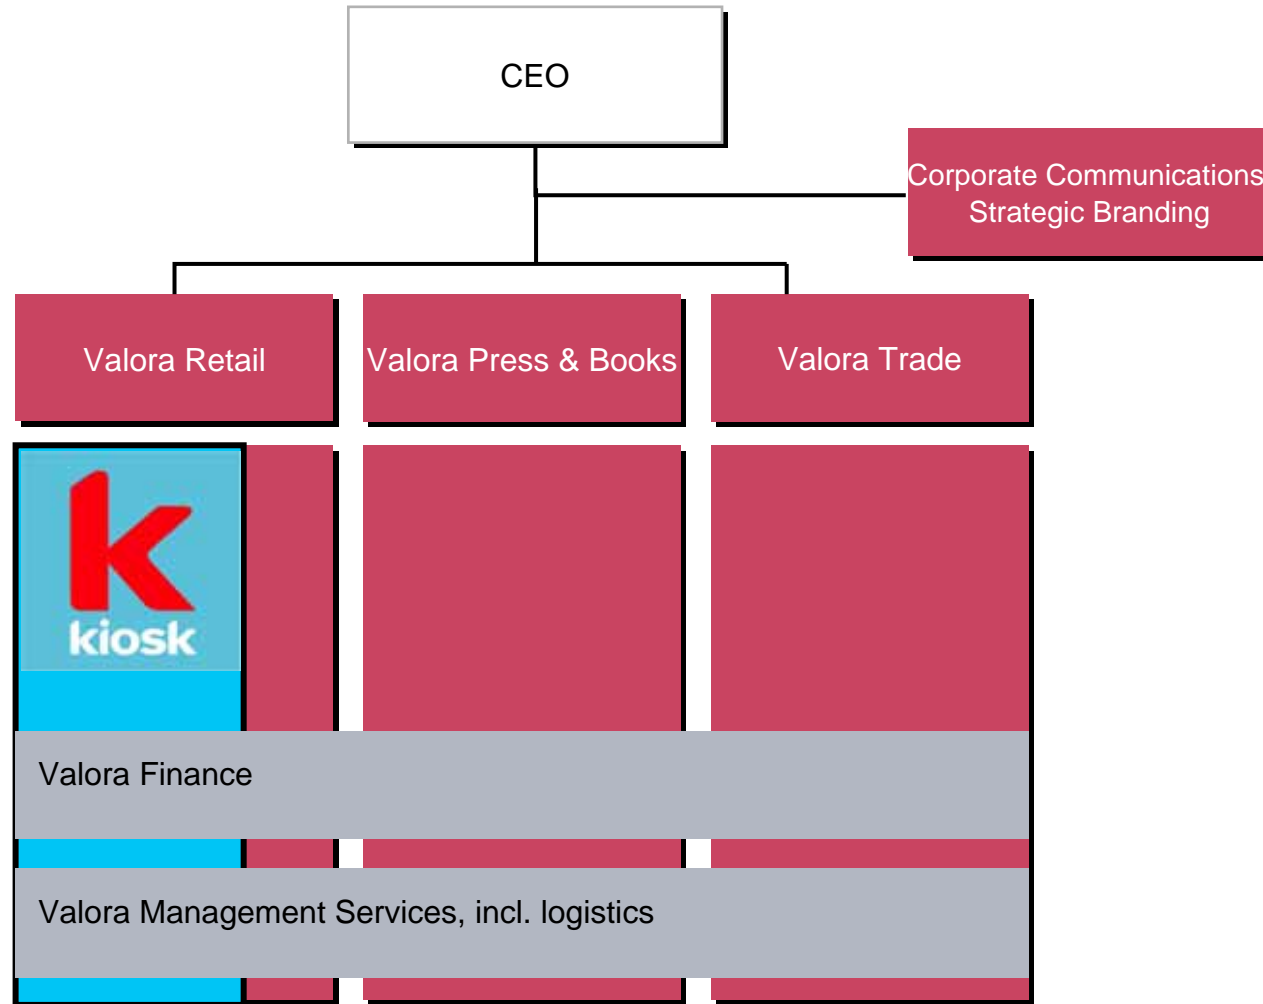 CEO
Corporate Communications
Strategic Branding
Valora Retail
Valora Press & Books
Valora Trade
k
kiosk
Valora Finance
Valora Management Services, incl. logistics